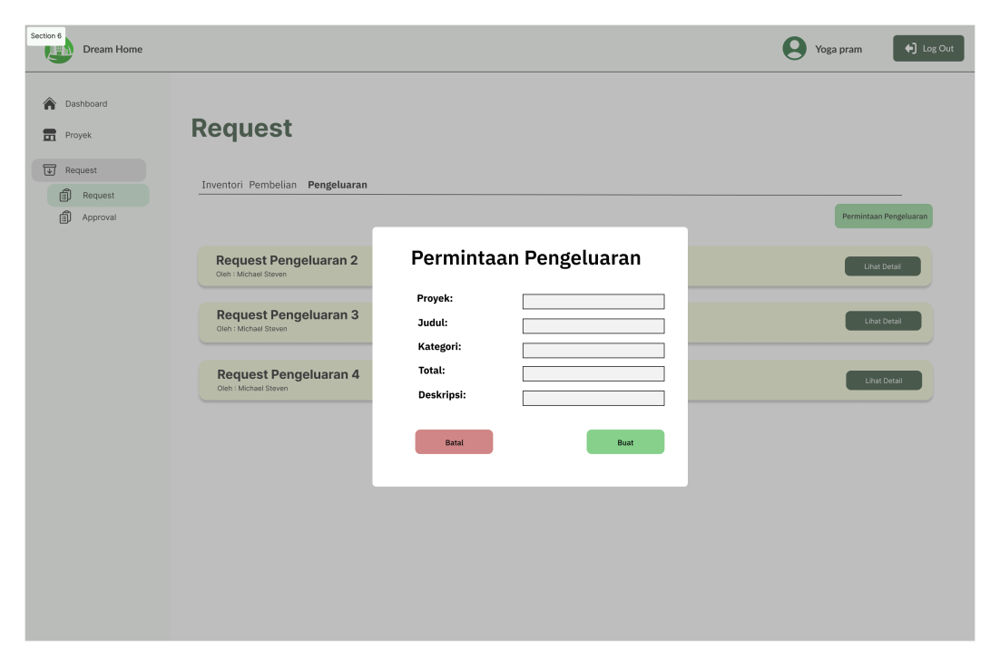 Section 6
Dream Home
Yoga pram
Log Out
Dashboard
Proyek
Request
Request
Approval
Request
Inventori Pembelian Pengeluaran
Permintaan Pengeluaran
Request Pengeluaran 2
Oleh : Michael Steven
Lihat Detail
Request Pengeluaran 3
Oleh : Michael Steven
Lihat Detail
Request Pengeluaran 4
Oleh : Michael Steven
Lihat Detail
Permintaan Pengeluaran
Proyek:
Judul:
Kategori:
Total:
Deskripsi:
Batal
Buat